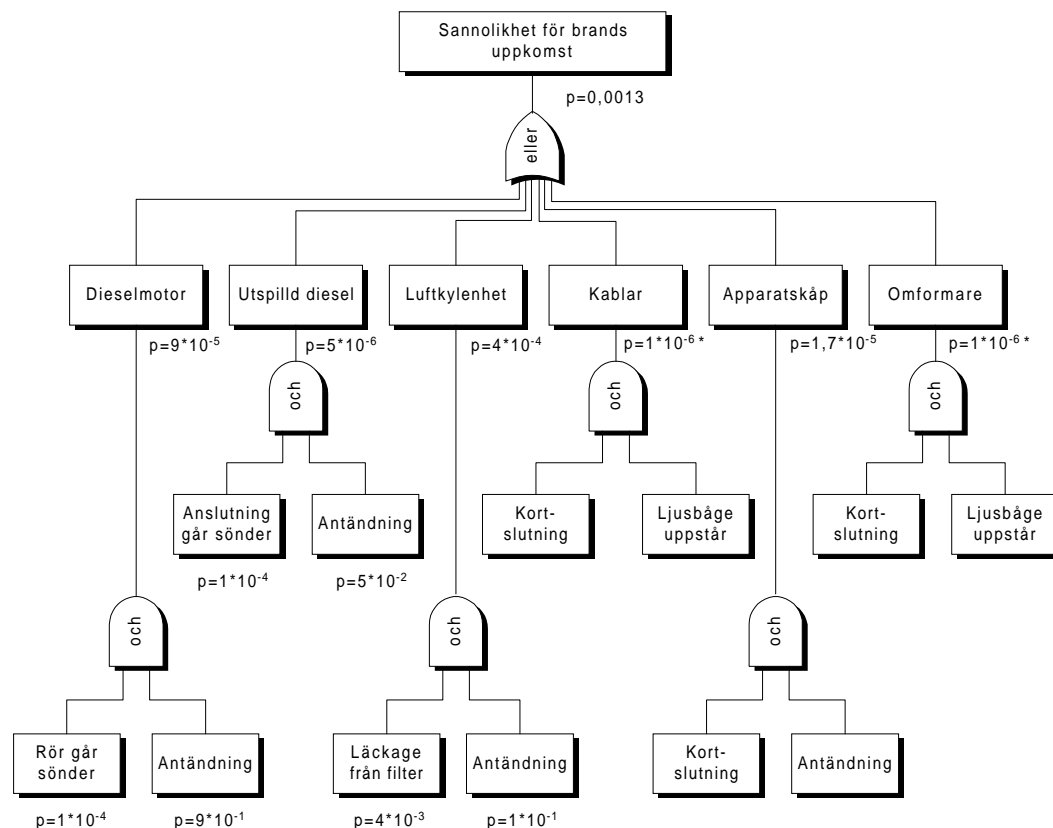 Sannolikhet för brands
uppkomst
p=0,0013
eller
Dieselmotor
Utspilld diesel
Luftkylenhet
Kablar
Apparatskåp
Omformare
p=9*10⁻⁵
p=5*10⁻⁶
p=4*10⁻⁴
p=1*10⁻⁶ *
p=1,7*10⁻⁵
p=1*10⁻⁶ *
och
och
och
Anslutning
går sönder
Antändning
Kort-
slutning
Ljusbåge
uppstår
Kort-
slutning
Ljusbåge
uppstår
p=1*10⁻⁴
p=5*10⁻²
och
och
och
Rör går
sönder
Antändning
Läckage
från filter
Antändning
Kort-
slutning
Antändning
p=1*10⁻⁴
p=9*10⁻¹
p=4*10⁻³
p=1*10⁻¹